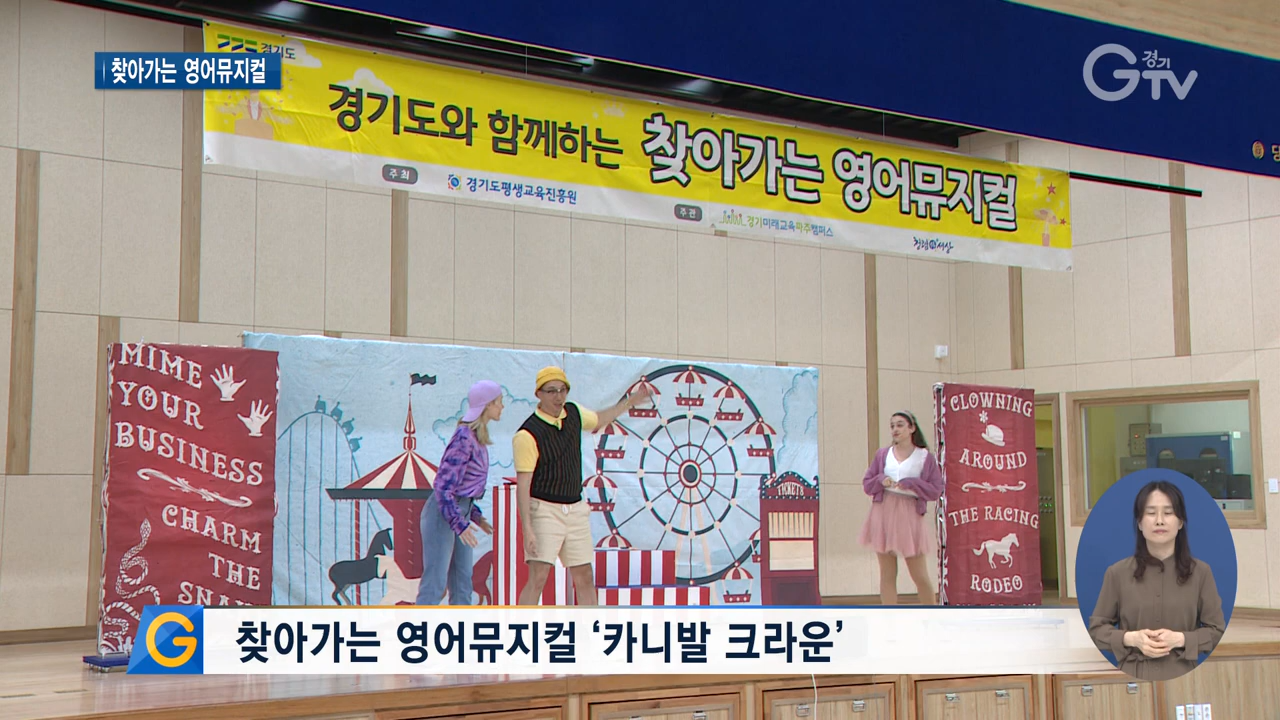 찾아가는 영어뮤지컬
경기
GTV
경기도
경기도와 함께하는 찾아가는 영어뮤지컬
주최 경기도평생교육진흥원 주관 경기미래교육파주캠퍼스
MIME
YOUR
BUSINESS
CHARM
THE
TICKETS
CLOWNING
AROUND
THE RACING
RODEO
G 찾아가는 영어뮤지컬 ‘카니발 크라운’